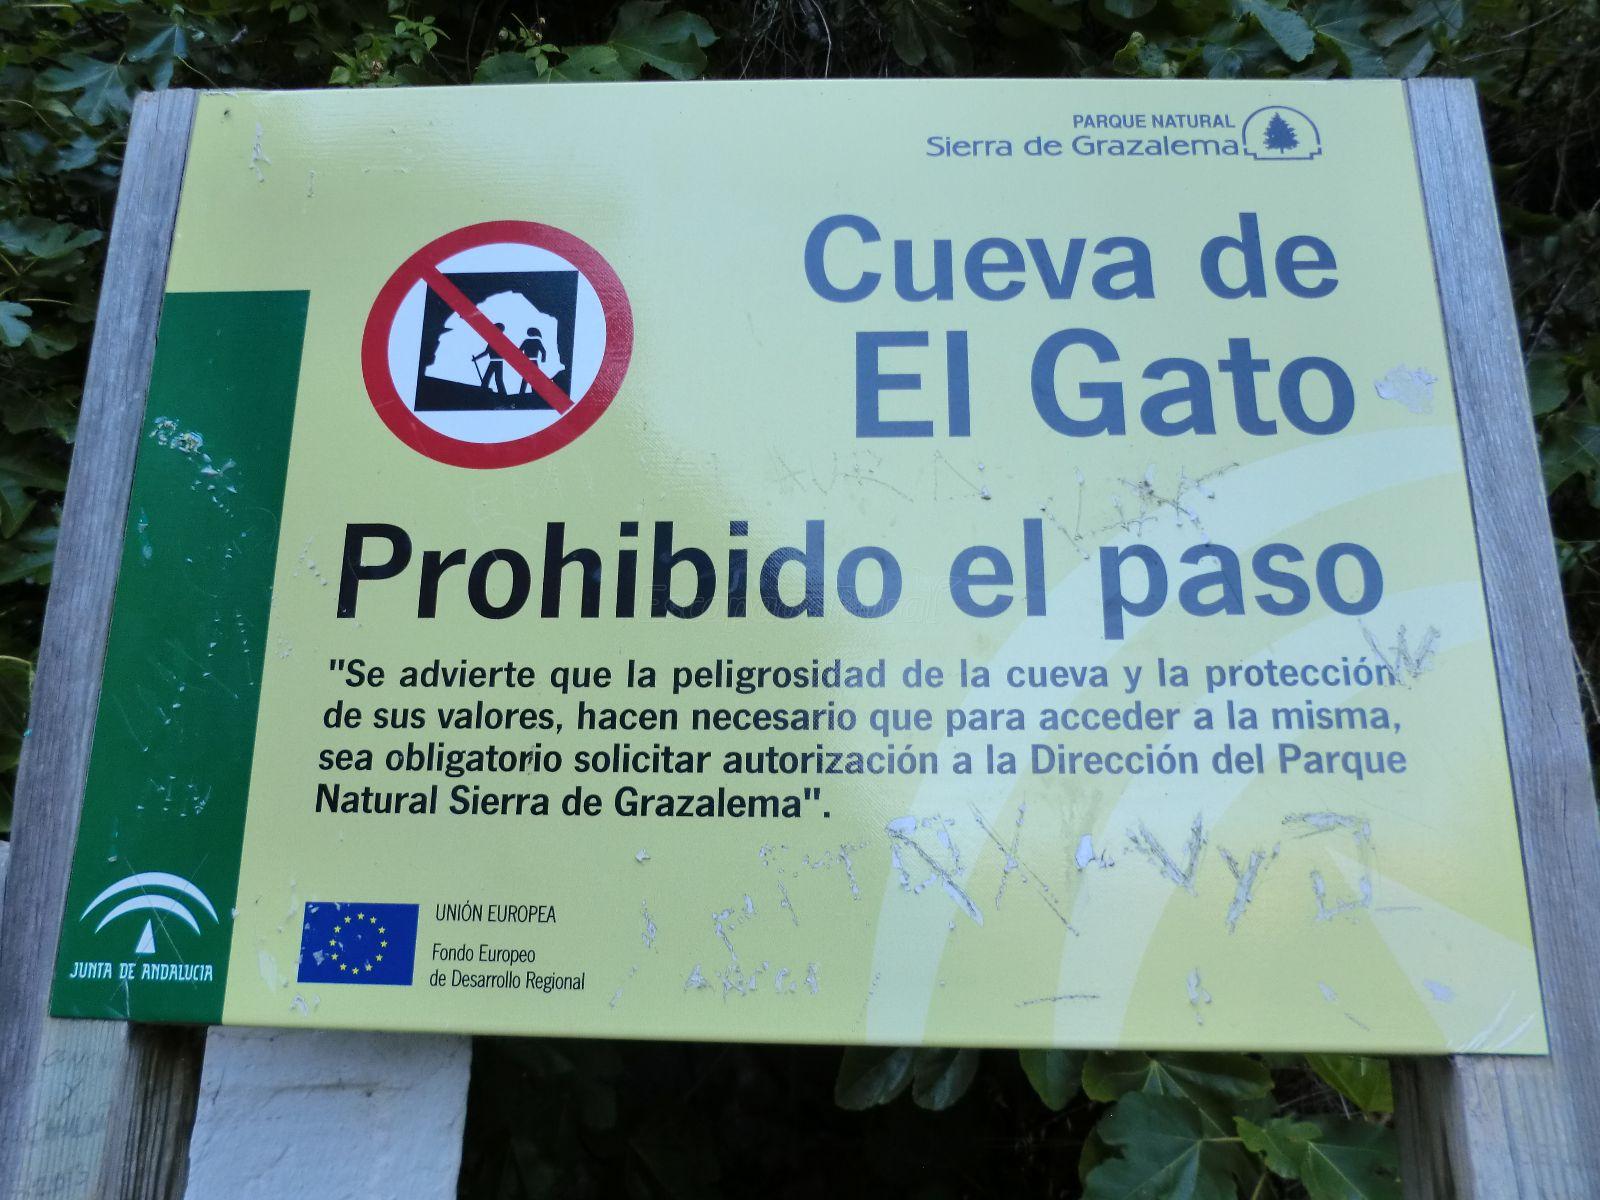 PARQUE NATURAL
Sierra de Grazalema
Cueva de
El Gato
Prohibido el paso
"Se advierte que la peligrosidad de la cueva y la protección
de sus valores, hacen necesario que para acceder a la misma,
sea obligatorio solicitar autorización a la Dirección del Parque
Natural Sierra de Grazalema".
JUNTA DE ANDALUCIA
UNIÓN EUROPEA
Fondo Europeo
de Desarrollo Regional